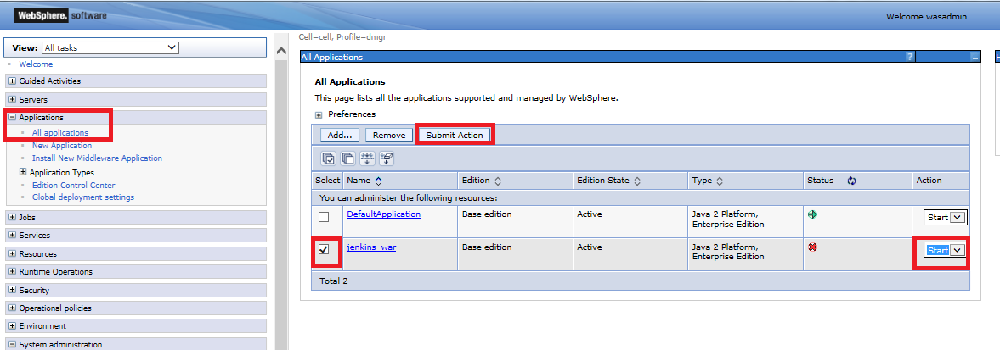 WebSphere. software
Welcome wasadmin
View: All tasks
Welcome
Guided Activities
Servers
Applications
All applications
New Application
Install New Middleware Application
Application Types
Edition Control Center
Global deployment settings
Jobs
Services
Resources
Runtime Operations
Security
Operational policies
Environment
System administration
Cell=cell, Profile=dmgr
All Applications ?
All Applications
This page lists all the applications supported and managed by WebSphere.
Preferences
Add... Remove Submit Action
Select Name Edition Edition State Type Status Action
You can administer the following resources:
DefaultApplication Base edition Active Java 2 Platform, Start
Enterprise Edition
jenkins_war Base edition Active Java 2 Platform, Start
Enterprise Edition
Total 2